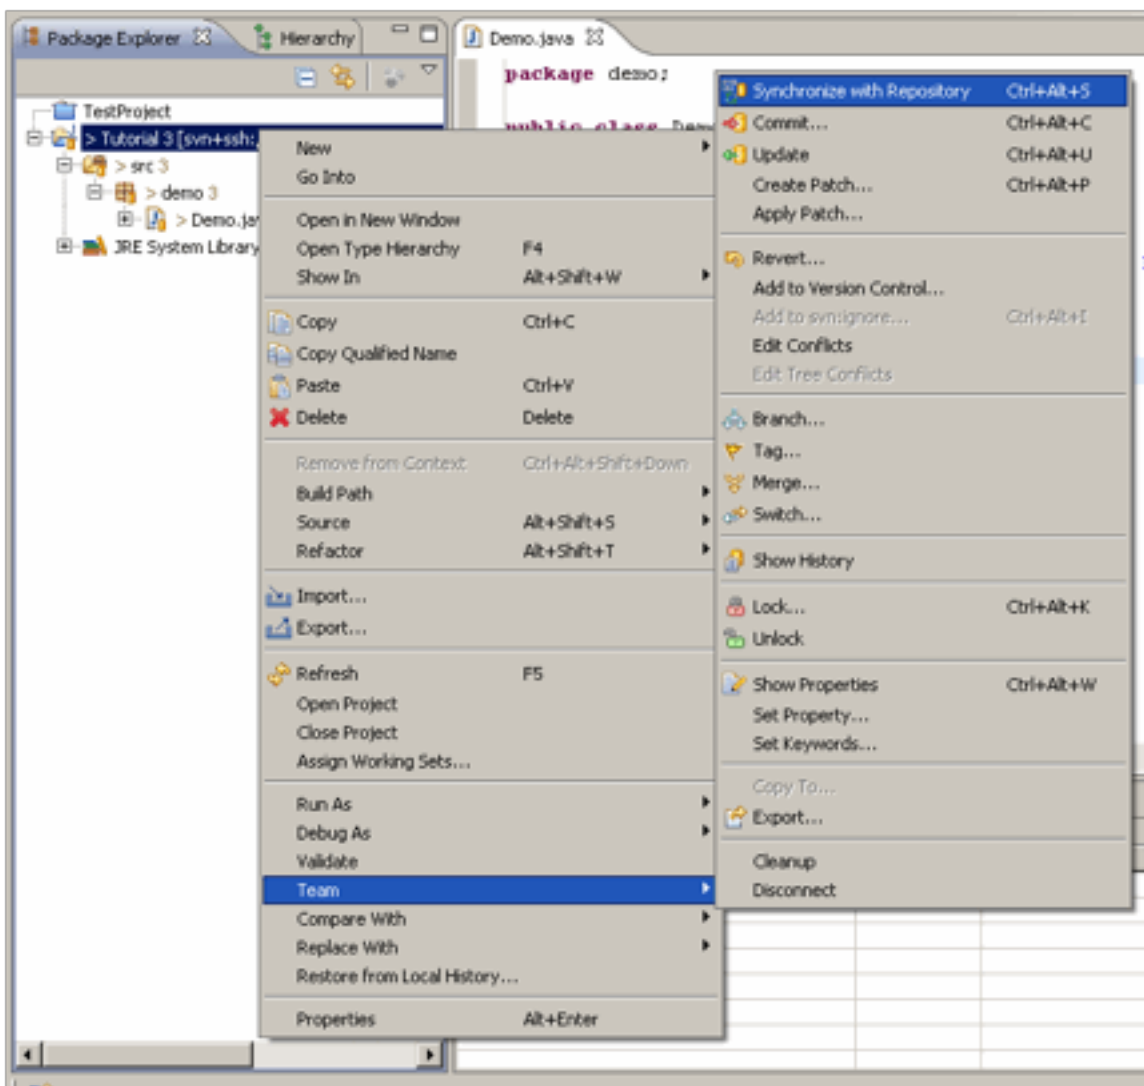 Package Explorer
Hierarchy
Demo.java
package demo;
public class Dem
TestProject
> Tutorial 3 [svn+ssh:
> src 3
> demo 3
> Demo.ja
JRE System Library
New
Go Into
Open in New Window
Open Type Hierarchy F4
Show In Alt+Shift+W
Copy Ctrl+C
Copy Qualified Name
Paste Ctrl+V
Delete Delete
Remove from Context Ctrl+Alt+Shift+Down
Build Path
Source Alt+Shift+S
Refactor Alt+Shift+T
Import...
Export...
Refresh F5
Open Project
Close Project
Assign Working Sets...
Run As
Debug As
Validate
Team
Compare With
Replace With
Restore from Local History...
Properties Alt+Enter
Synchronize with Repository Ctrl+Alt+S
Commit... Ctrl+Alt+C
Update Ctrl+Alt+U
Create Patch... Ctrl+Alt+P
Apply Patch...
Revert...
Add to Version Control...
Add to svn:ignore... Ctrl+Alt+I
Edit Conflicts
Edit Tree Conflicts
Branch...
Tag...
Merge...
Switch...
Show History
Lock... Ctrl+Alt+K
Unlock
Show Properties Ctrl+Alt+W
Set Property...
Set Keywords...
Copy To...
Export...
Cleanup
Disconnect